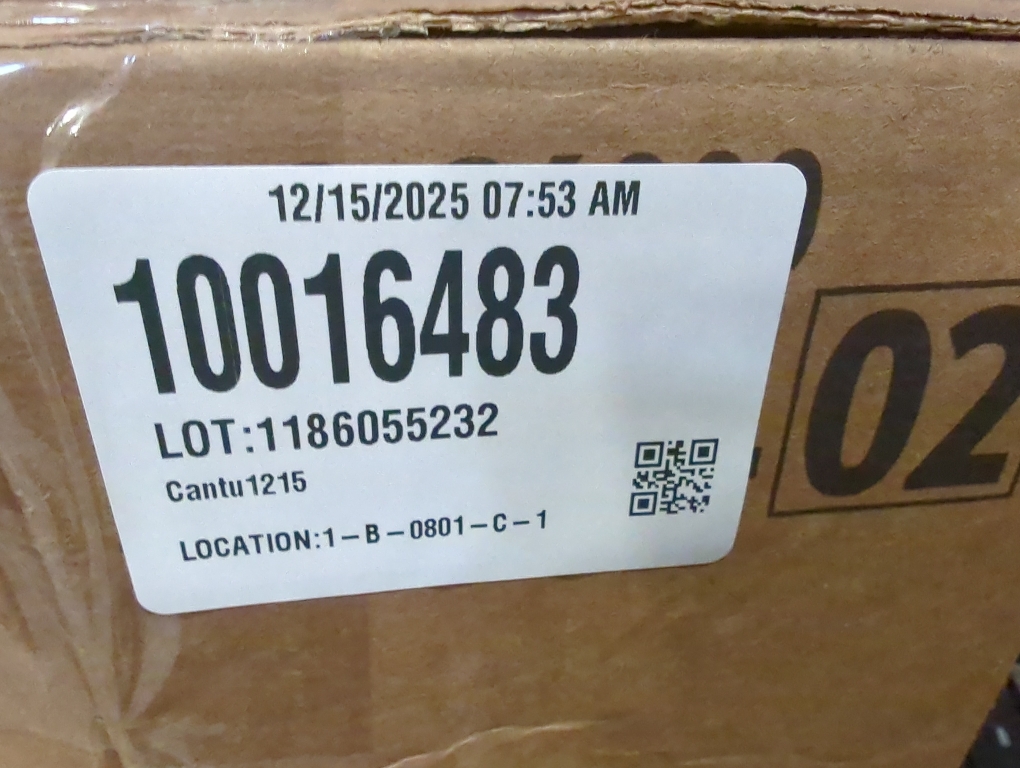 12/15/2025 07:53 AM
10016483
LOT:1186055232
Cantu1215
LOCATION:1-B-0801-C-1
02